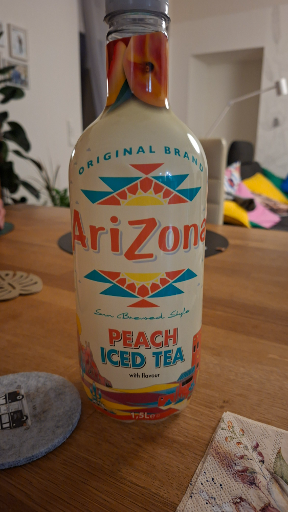 ORIGINAL BRAND
AriZona
Sun Brewed Style
PEACH
ICED TEA
with flavour
1,5L